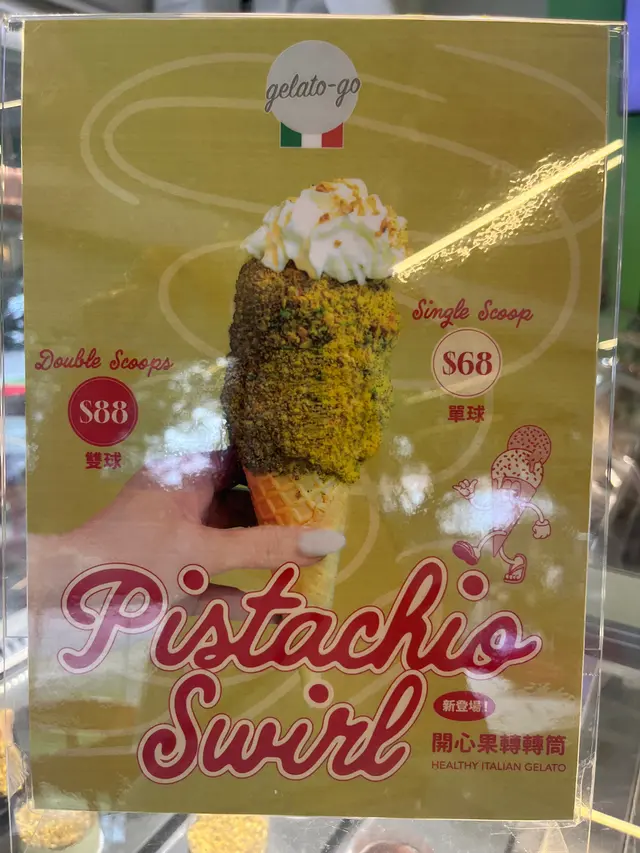 gelato-go
Single Scoop
$68
單球
Double Scoops
$88
雙球
Pistachio
Swirl
新登場!
開心果轉轉筒
HEALTHY ITALIAN GELATO